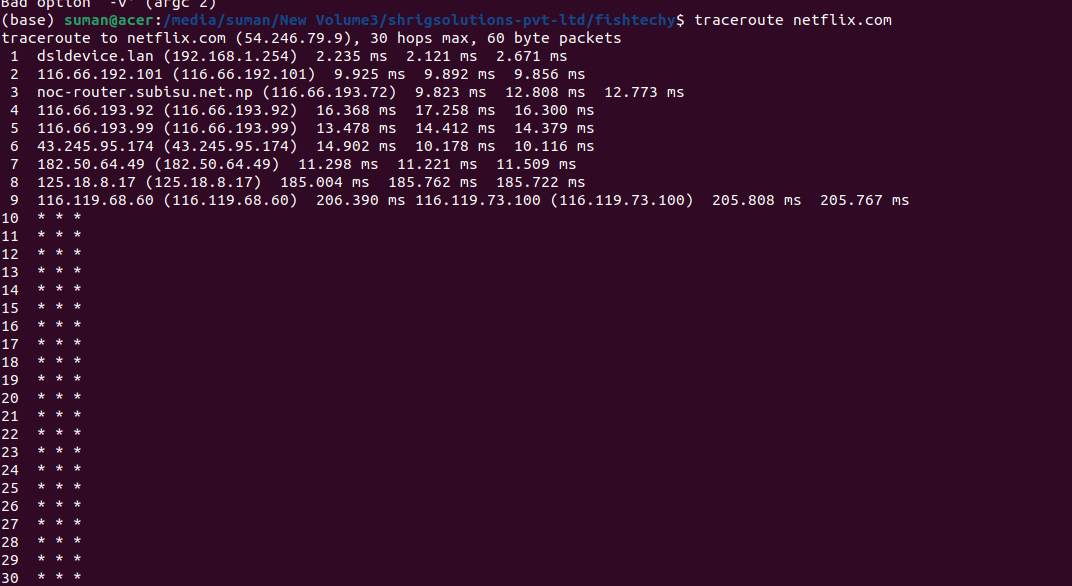 Bad option '-v' (argc 2)
(base) suman@acer:/media/suman/New Volume3/shrigsolutions-pvt-ltd/fishtechy$ traceroute netflix.com
traceroute to netflix.com (54.246.79.9), 30 hops max, 60 byte packets
 1  dsldevice.lan (192.168.1.254)  2.235 ms  2.121 ms  2.671 ms
 2  116.66.192.101 (116.66.192.101)  9.925 ms  9.892 ms  9.856 ms
 3  noc-router.subisu.net.np (116.66.193.72)  9.823 ms  12.808 ms  12.773 ms
 4  116.66.193.92 (116.66.193.92)  16.368 ms  17.258 ms  16.300 ms
 5  116.66.193.99 (116.66.193.99)  13.478 ms  14.412 ms  14.379 ms
 6  43.245.95.174 (43.245.95.174)  14.902 ms  10.178 ms  10.116 ms
 7  182.50.64.49 (182.50.64.49)  11.298 ms  11.221 ms  11.509 ms
 8  125.18.8.17 (125.18.8.17)  185.004 ms  185.762 ms  185.722 ms
 9  116.119.68.60 (116.119.68.60)  206.390 ms 116.119.73.100 (116.119.73.100)  205.808 ms  205.767 ms
10  * * *
11  * * *
12  * * *
13  * * *
14  * * *
15  * * *
16  * * *
17  * * *
18  * * *
19  * * *
20  * * *
21  * * *
22  * * *
23  * * *
24  * * *
25  * * *
26  * * *
27  * * *
28  * * *
29  * * *
30  * * *